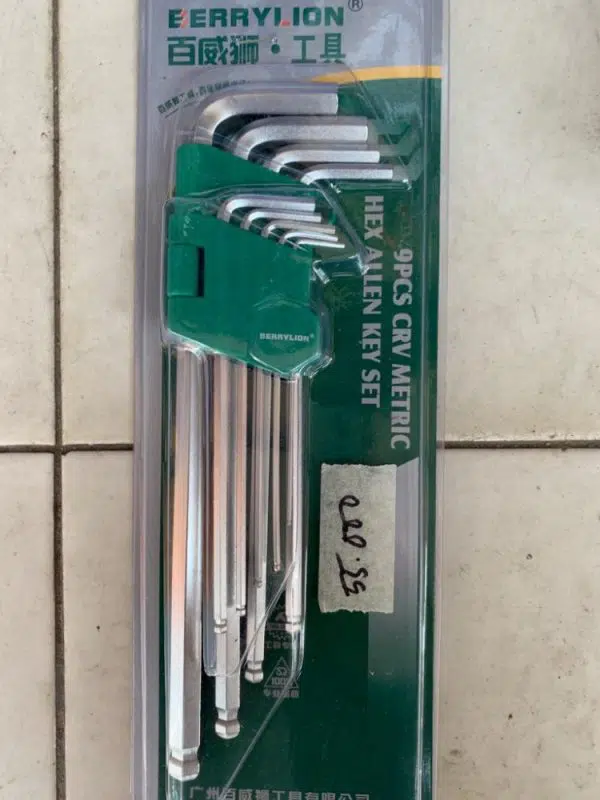 BERRYLION®
百威狮·工具
9PCS CRV METRIC
HEX ALLEN KEY SET
BERRYLION®
55.000
广州百威狮工具有限公司